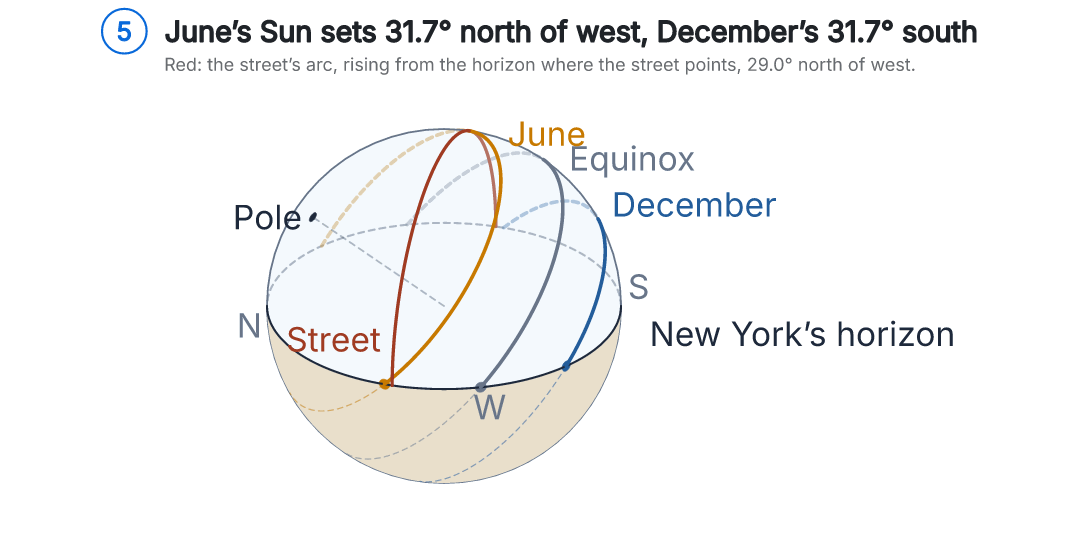 5
June’s Sun sets 31.7° north of west, December’s 31.7° south
Red: the street’s arc, rising from the horizon where the street points, 29.0° north of west.
June
Equinox
December
Pole
S
N
Street
New York’s horizon
W